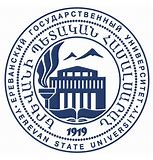 ЕРЕВАНСКИЙ ГОСУДАРСТВЕННЫЙ УНИВЕРСИТЕТ
ԵՐԵՎԱՆԻ ՊԵՏԱԿԱՆ ՀԱՄԱԼՍԱՐԱՆ
1919
YEREVAN STATE UNIVERSITY